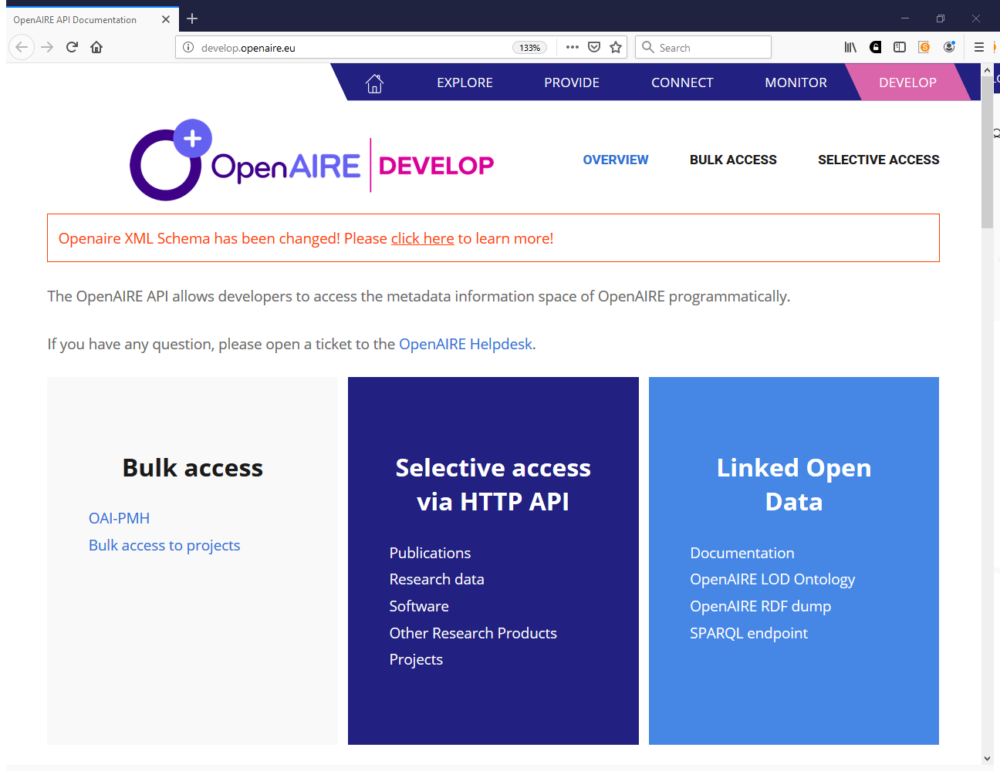 OpenAIRE API Documentation
develop.openaire.eu
133%
Search
EXPLORE
PROVIDE
CONNECT
MONITOR
DEVELOP
OpenAIRE DEVELOP
OVERVIEW
BULK ACCESS
SELECTIVE ACCESS
Openaire XML Schema has been changed! Please click here to learn more!
The OpenAIRE API allows developers to access the metadata information space of OpenAIRE programmatically.
If you have any question, please open a ticket to the OpenAIRE Helpdesk.
Bulk access
OAI-PMH
Bulk access to projects
Selective access
via HTTP API
Publications
Research data
Software
Other Research Products
Projects
Linked Open
Data
Documentation
OpenAIRE LOD Ontology
OpenAIRE RDF dump
SPARQL endpoint